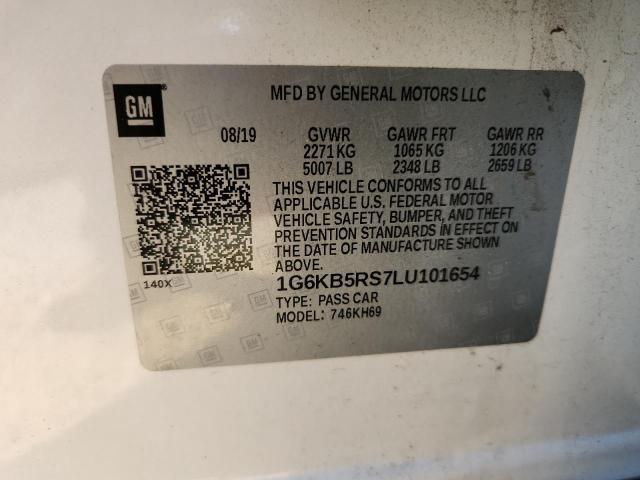 GM
MFD BY GENERAL MOTORS LLC
08/19 GVWR GAWR FRT GAWR RR
2271 KG 1065 KG 1206 KG
5007 LB 2348 LB 2659 LB
THIS VEHICLE CONFORMS TO ALL
APPLICABLE U.S. FEDERAL MOTOR
VEHICLE SAFETY, BUMPER, AND THEFT
PREVENTION STANDARDS IN EFFECT ON
THE DATE OF MANUFACTURE SHOWN
ABOVE.
140X
1G6KB5RS7LU101654
TYPE: PASS CAR
MODEL: 746KH69